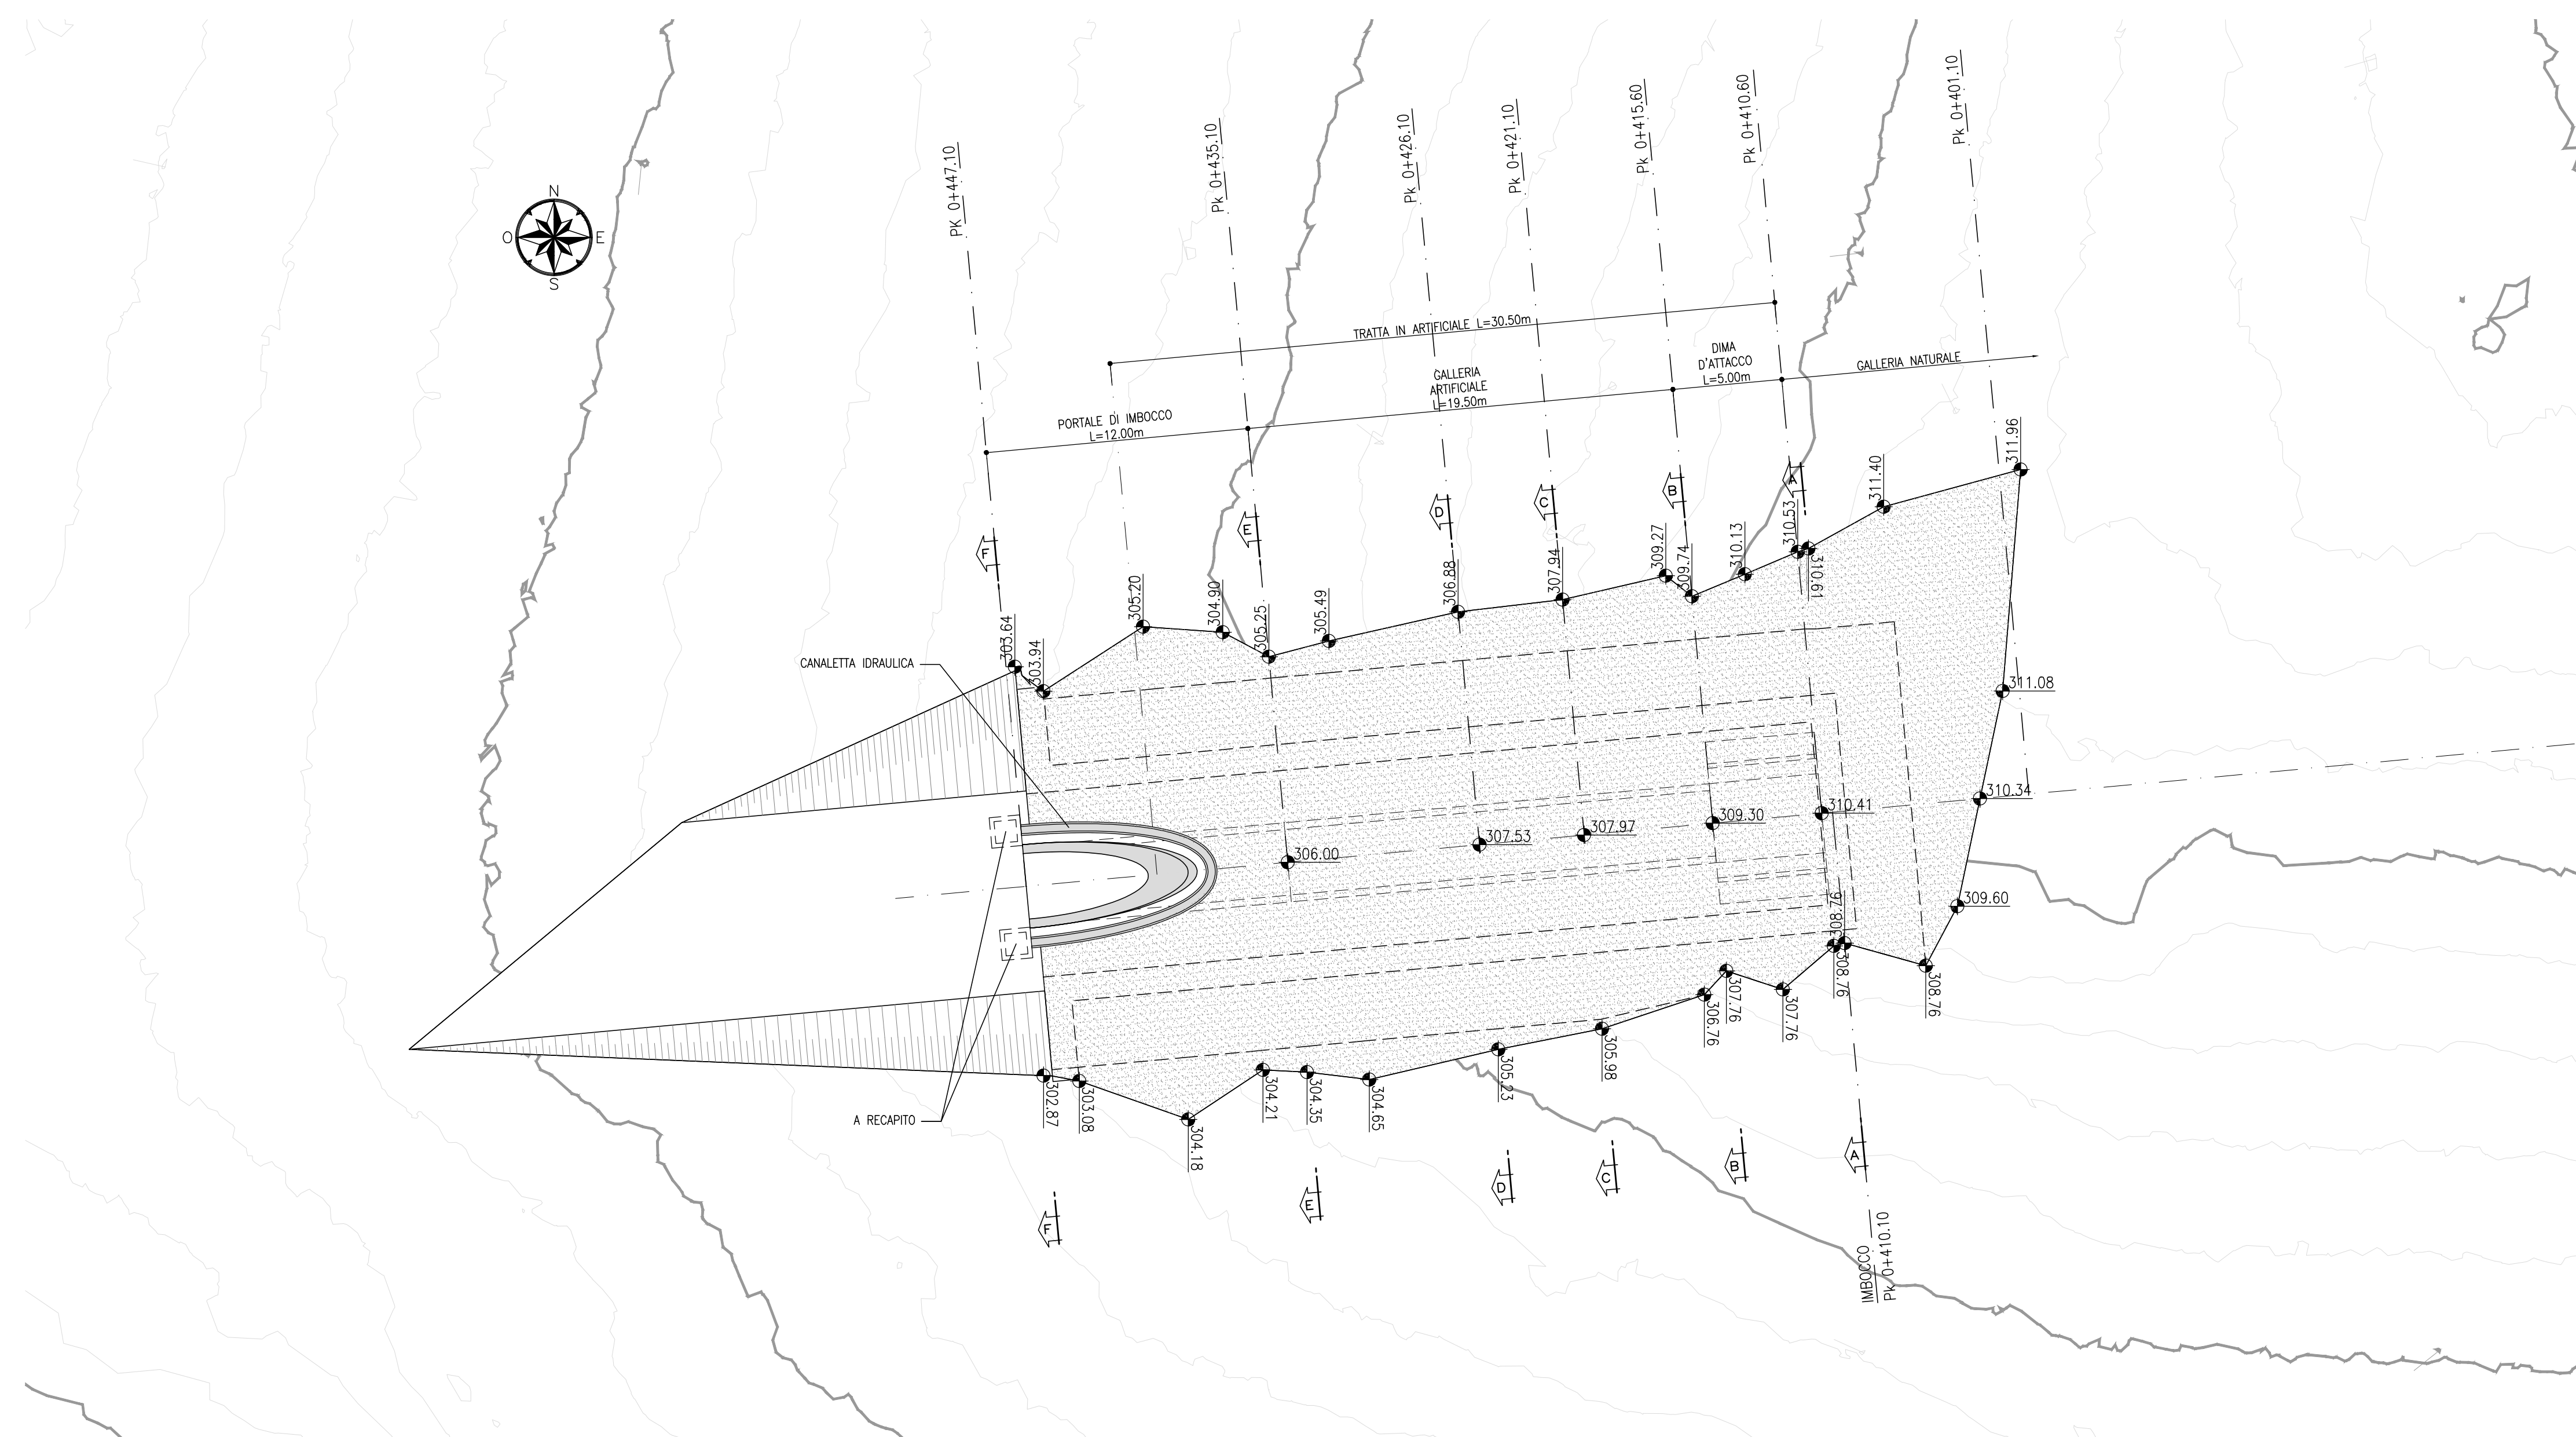 N
O
E
S
PK 0+447.10
Pk 0+435.10
Pk 0+426.10
Pk 0+421.10
Pk 0+415.60
Pk 0+410.60
Pk 0+401.10
TRATTA IN ARTIFICIALE L=30.50m
PORTALE DI IMBOCCO
L=12.00m
GALLERIA
ARTIFICIALE
L=19.50m
DIMA
D'ATTACCO
L=5.00m
GALLERIA NATURALE
F
E
D
C
B
A
303.64
303.94
305.20
304.90
305.25
305.49
306.88
307.94
309.27
309.74
310.13
310.53
310.61
311.40
311.96
CANALETTA IDRAULICA
311.08
310.34
309.60
306.00
307.53
307.97
309.30
310.41
A RECAPITO
302.87
303.08
304.18
304.21
304.35
304.65
305.23
305.98
306.76
307.76
307.76
308.76
308.97
308.76
F
E
D
C
B
A
IMBOCCO
Pk 0+410.10